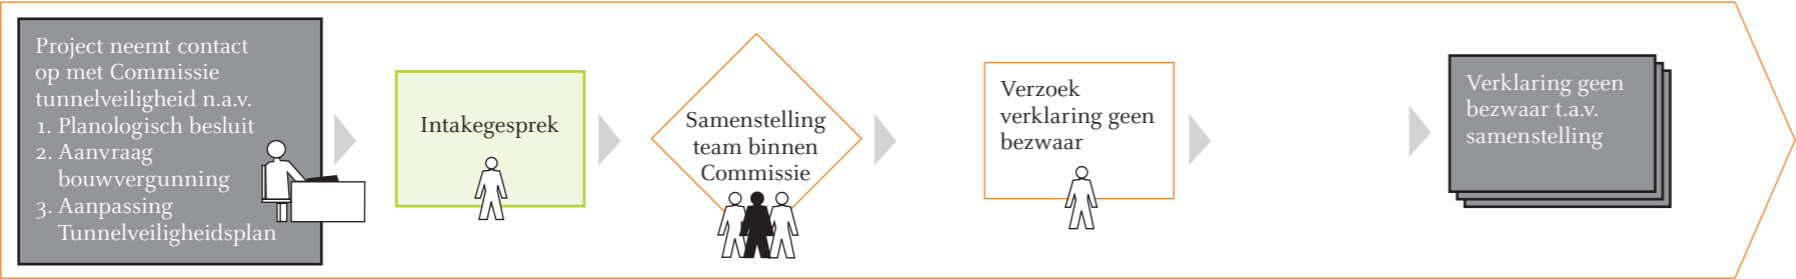 Project neemt contact
op met Commissie
tunnelveiligheid n.a.v.
1. Planologisch besluit
2. Aanvraag
bouwvergunning
3. Aanpassing
Tunnelveiligheidsplan
Intakegesprek
Samenstelling
team binnen
Commissie
Verzoek
verklaring geen
bezwaar
Verklaring geen
bezwaar t.a.v.
samenstelling